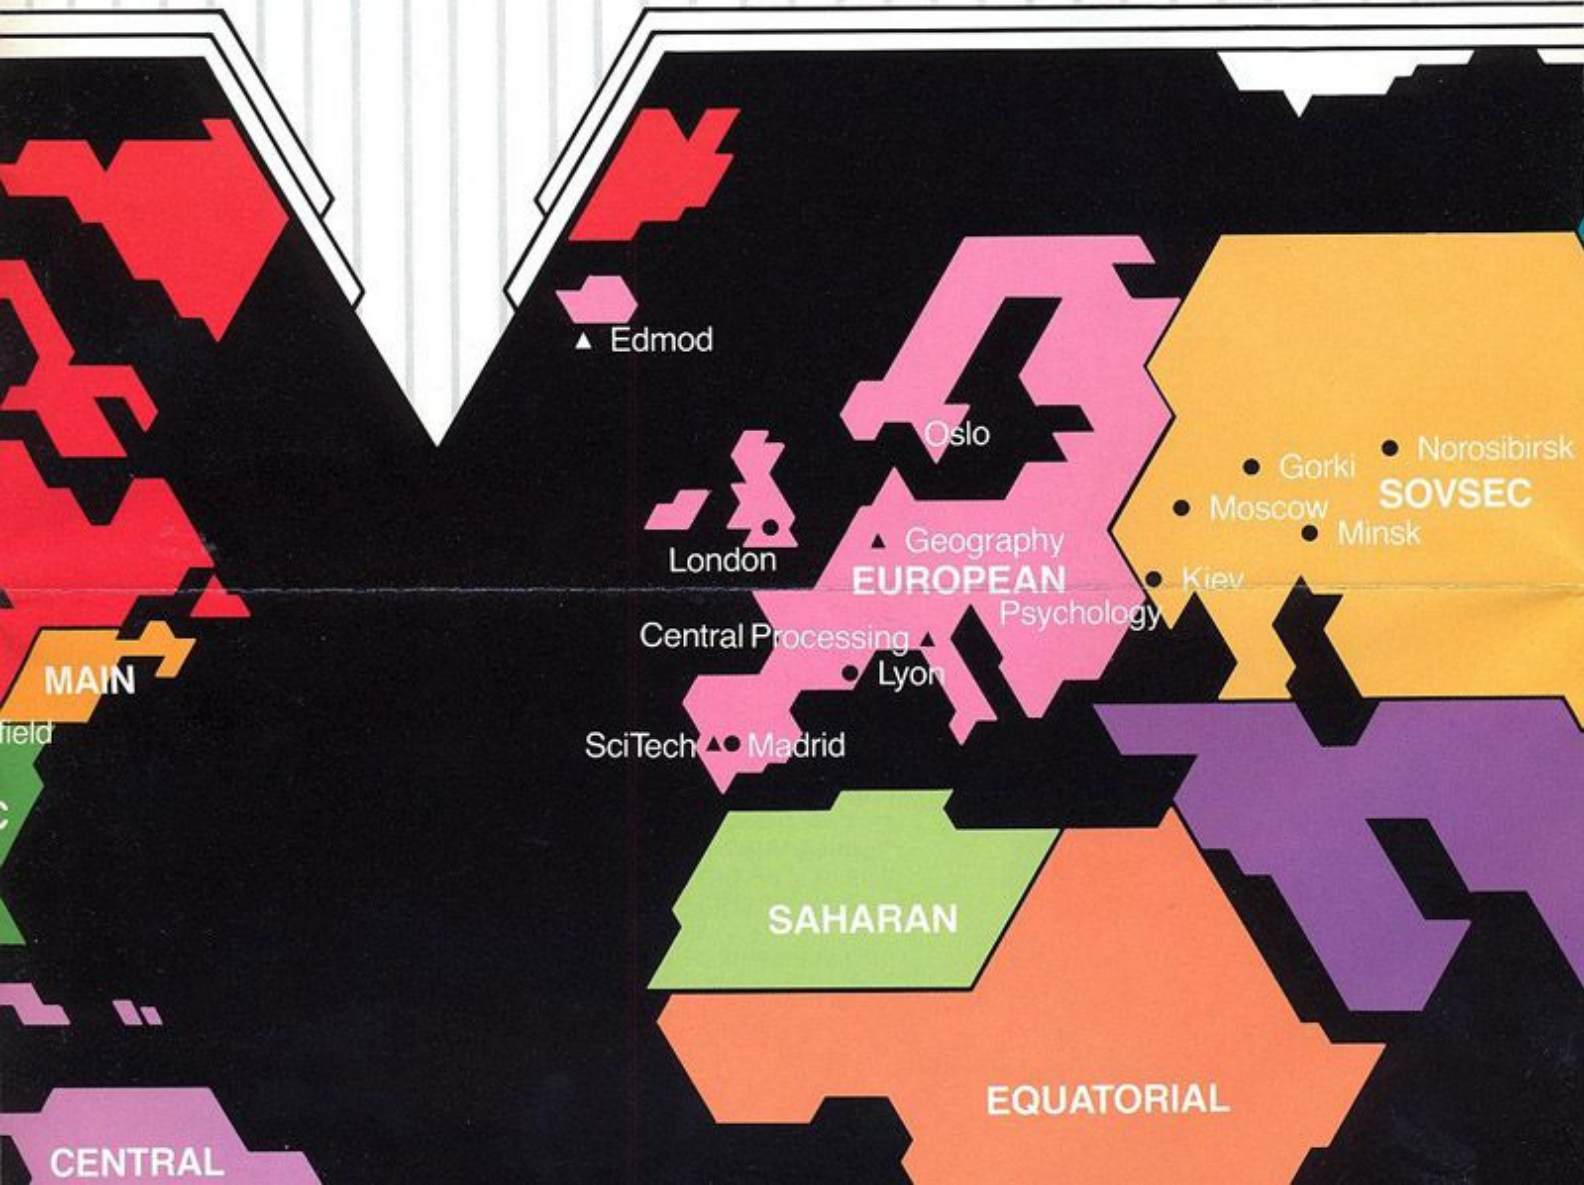 Edmod
Oslo
Norosibirsk
Gorki
SOVSEC
Moscow
Minsk
Geography
London
EUROPEAN
Kiev
Psychology
Central Processing
Lyon
MAIN
field
SciTech
Madrid
C
SAHARAN
EQUATORIAL
CENTRAL